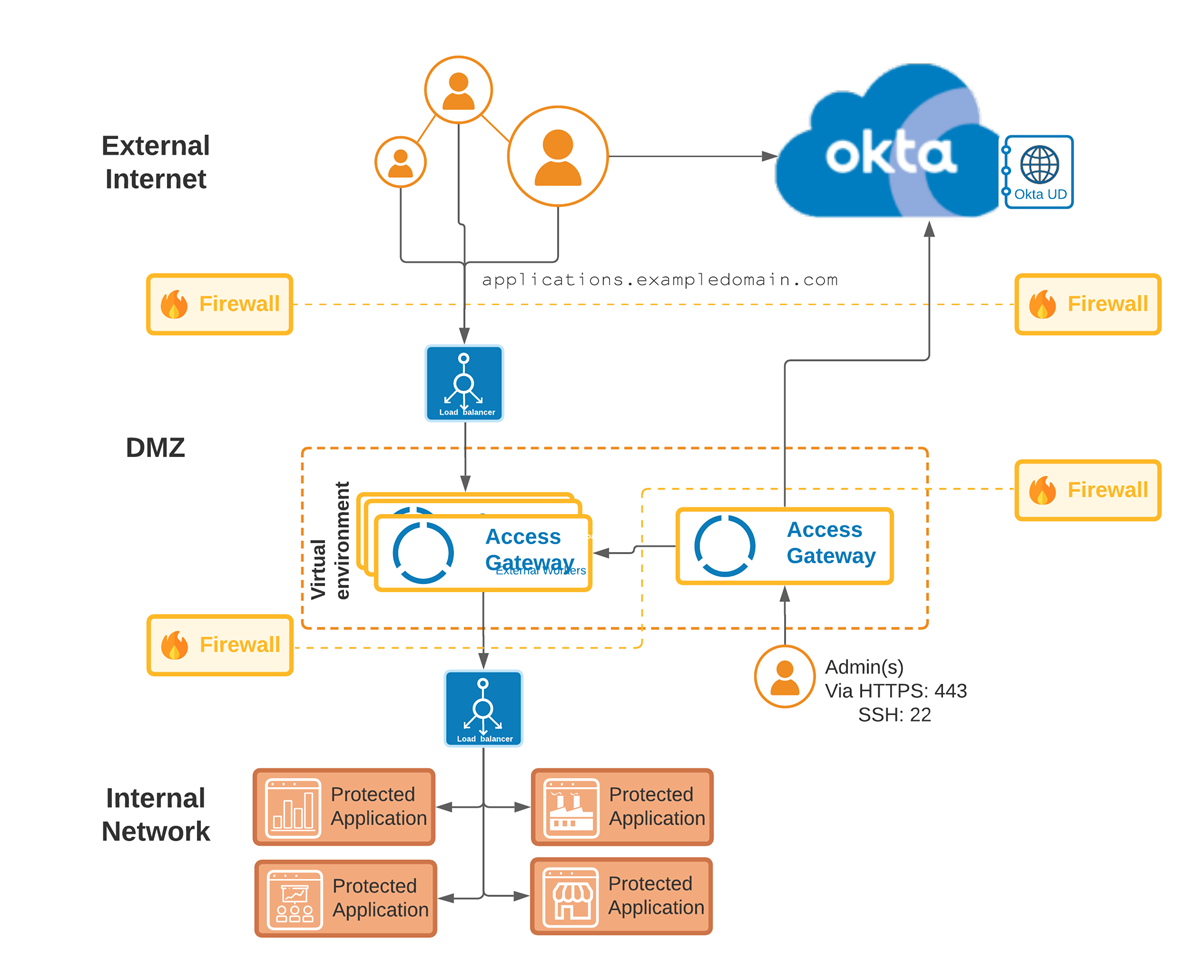 External
Internet
okta
Okta UD
applications.exampledomain.com
Firewall
Firewall
Load balancer
DMZ
Firewall
Virtual
environment
Access
Gateway
External Workers
Access
Gateway
Firewall
Admin(s)
Via HTTPS: 443
SSH: 22
Load balancer
Internal
Network
Protected
Application
Protected
Application
Protected
Application
Protected
Application